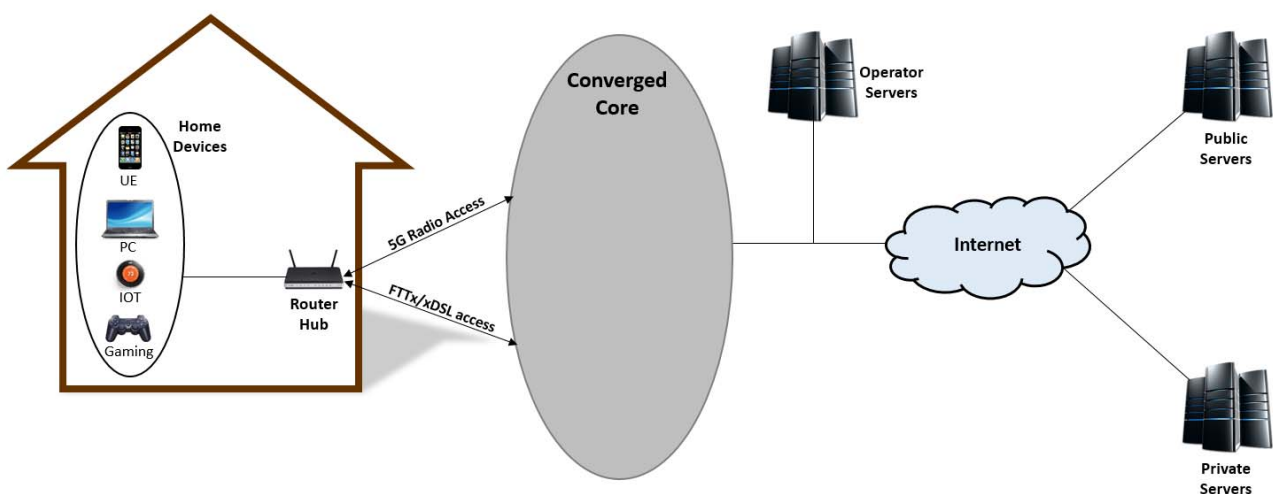 Home
Devices
UE
PC
IOT
Gaming
Router
Hub
5G Radio Access
FTTx/xDSL access
Converged
Core
Operator
Servers
Internet
Public
Servers
Private
Servers